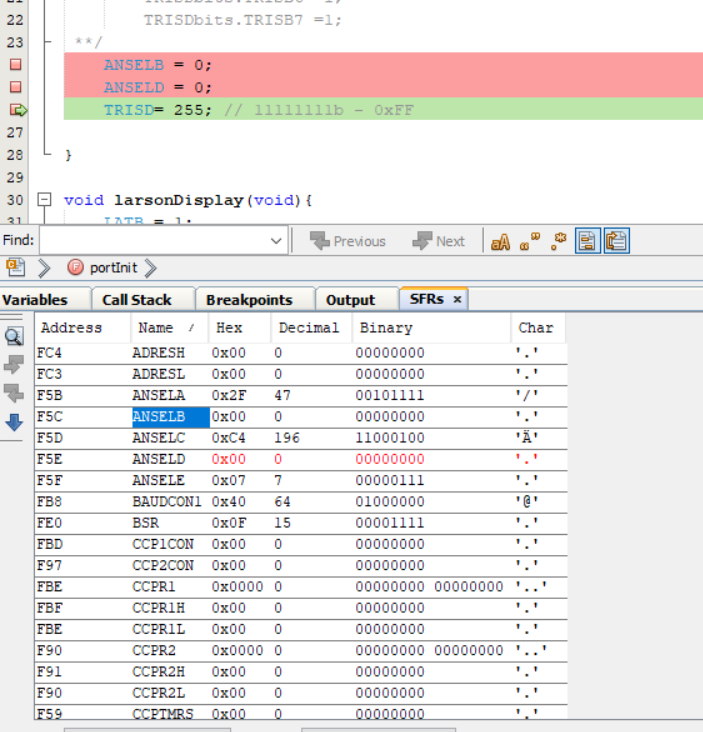 21 TRISDbits.TRISB6 =1;
22 TRISDbits.TRISB7 =1;
23 **/
ANSELB = 0;
ANSELD = 0;
TRISD= 255; // 11111111b - 0xFF
27
28 }
29
30 void larsonDisplay(void){
31 LATB = 1;
Find: Previous Next
portInit
Variables Call Stack Breakpoints Output SFRs ×
Address Name / Hex Decimal Binary Char
FC4 ADRESH 0x00 0 00000000 '.'
FC3 ADRESL 0x00 0 00000000 '.'
F5B ANSELA 0x2F 47 00101111 '/'
F5C ANSELB 0x00 0 00000000 '.'
F5D ANSELC 0xC4 196 11000100 'Ä'
F5E ANSELD 0x00 0 00000000 '.'
F5F ANSELE 0x07 7 00000111 '.'
FB8 BAUDCON1 0x40 64 01000000 '@'
FE0 BSR 0x0F 15 00001111 '.'
FBD CCP1CON 0x00 0 00000000 '.'
F97 CCP2CON 0x00 0 00000000 '.'
FBE CCPR1 0x0000 0 00000000 00000000 '..'
FBF CCPR1H 0x00 0 00000000 '.'
FBE CCPR1L 0x00 0 00000000 '.'
F90 CCPR2 0x0000 0 00000000 00000000 '..'
F91 CCPR2H 0x00 0 00000000 '.'
F90 CCPR2L 0x00 0 00000000 '.'
F59 CCPTMRS 0x00 0 00000000 '.'